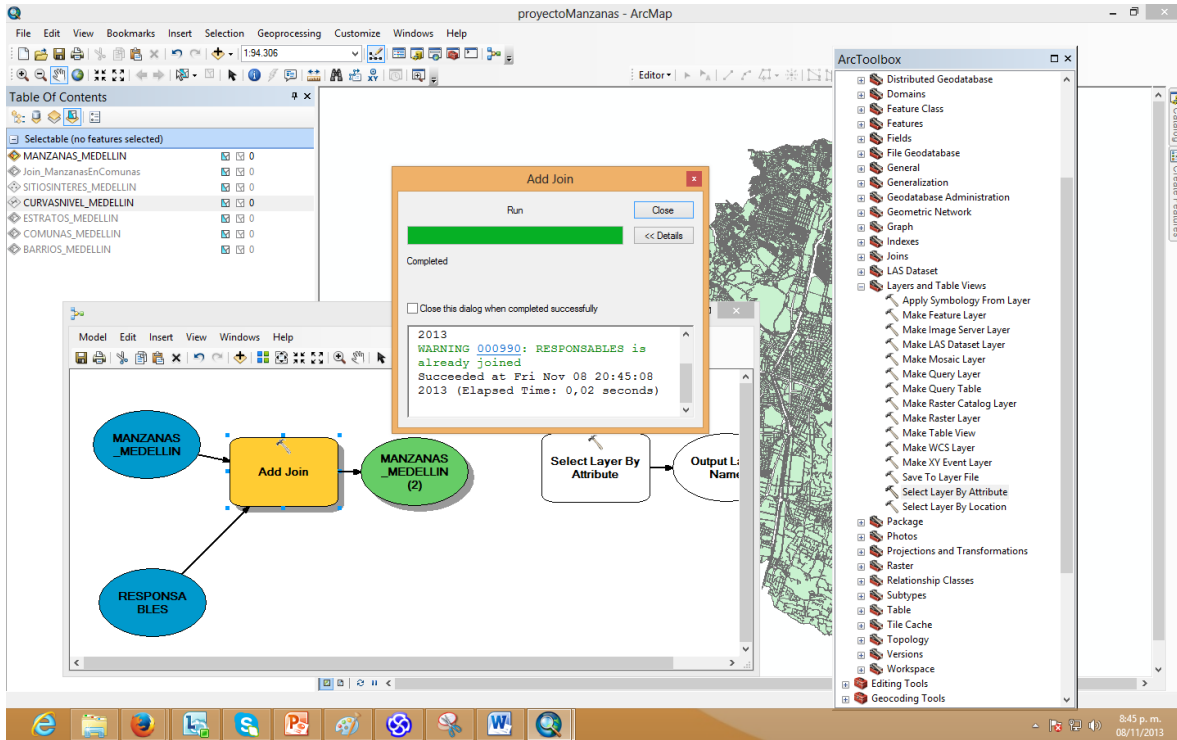 proyectoManzanas - ArcMap
File Edit View Bookmarks Insert Selection Geoprocessing Customize Windows Help
1:94.306
Editor
Table Of Contents
Selectable (no features selected)
MANZANAS_MEDELLIN 0
Join_ManzanasEnComunas 0
SITIOSINTERES_MEDELLIN 0
CURVASNIVEL_MEDELLIN 0
ESTRATOS_MEDELLIN 0
COMUNAS_MEDELLIN 0
BARRIOS_MEDELLIN 0
Add Join
Run
Close
<< Details
Completed
Close this dialog when completed successfully
2013
WARNING 000990: RESPONSABLES is
already joined
Succeeded at Fri Nov 08 20:45:08
2013 (Elapsed Time: 0,02 seconds)
Model Edit Insert View Windows Help
MANZANAS
_MEDELLIN
Add Join
MANZANAS
_MEDELLIN
(2)
Select Layer By
Attribute
Output La
Name
RESPONSA
BLES
ArcToolbox
Distributed Geodatabase
Domains
Feature Class
Features
Fields
File Geodatabase
General
Generalization
Geodatabase Administration
Geometric Network
Graph
Indexes
Joins
LAS Dataset
Layers and Table Views
Apply Symbology From Layer
Make Feature Layer
Make Image Server Layer
Make LAS Dataset Layer
Make Mosaic Layer
Make Query Layer
Make Query Table
Make Raster Catalog Layer
Make Raster Layer
Make Table View
Make WCS Layer
Make XY Event Layer
Save To Layer File
Select Layer By Attribute
Select Layer By Location
Package
Photos
Projections and Transformations
Raster
Relationship Classes
Subtypes
Table
Tile Cache
Topology
Versions
Workspace
Editing Tools
Geocoding Tools
Catalog
Create Features
8:45 p. m.
08/11/2013